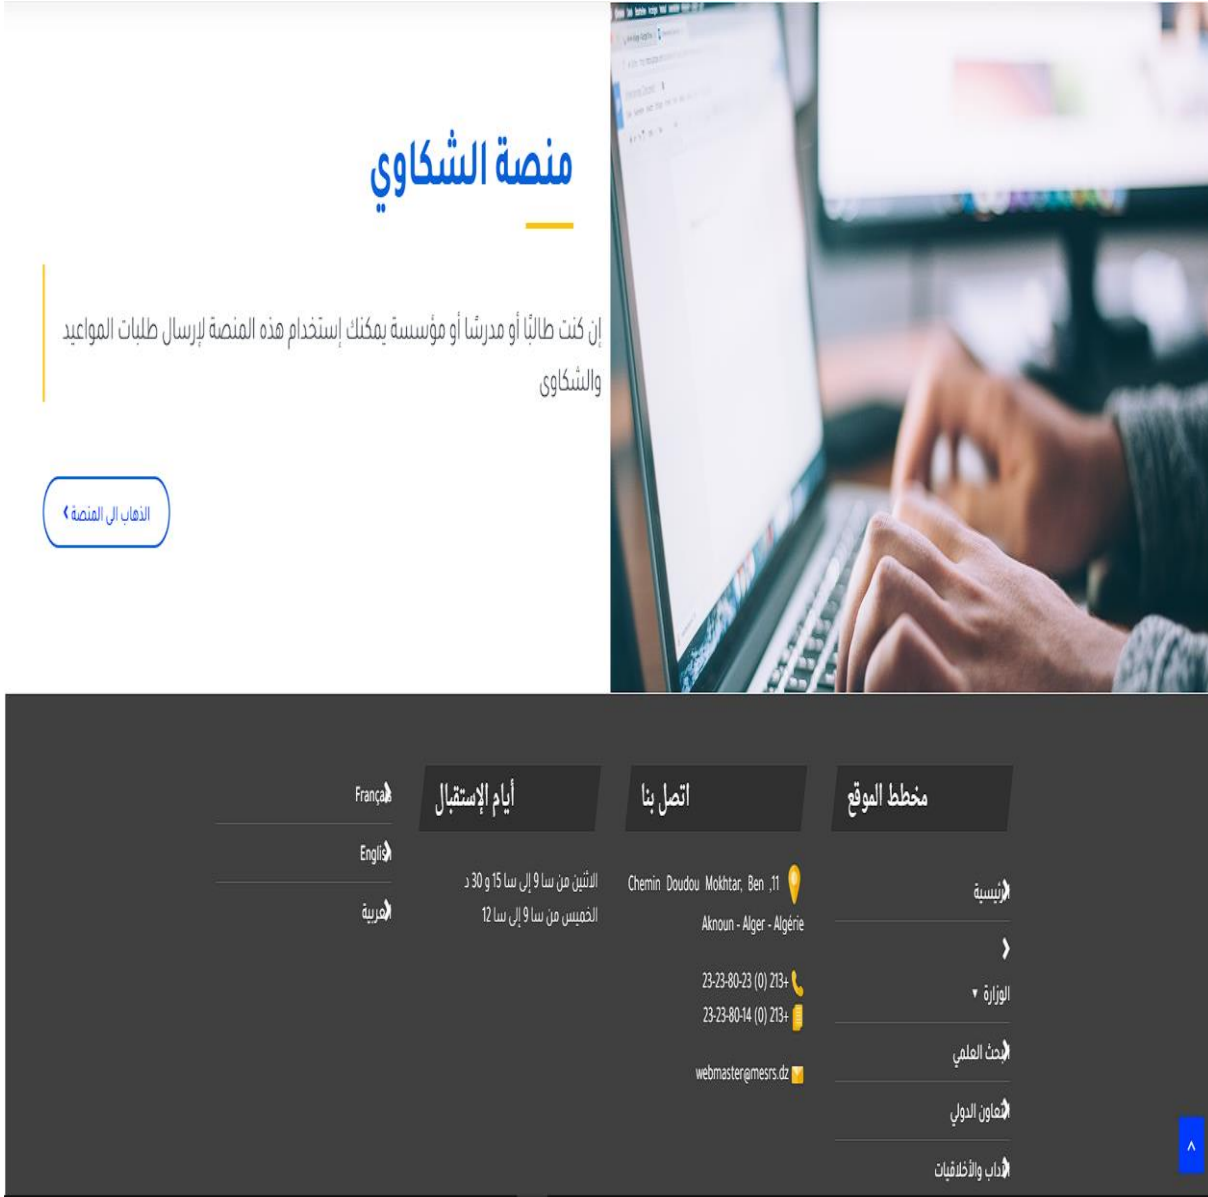 منصة الشكاوي
إن كنت طالبًا أو مدرسًا أو مؤسسة يمكنك إستخدام هذه المنصة لإرسال طلبات المواعيد
والشكاوى
الذهاب الى المنصة
مخطط الموقع
الرئيسية
الوزارة
البحث العلمي
التعاون الدولي
الآداب والأخلاقيات
اتصل بنا
11, Chemin Doudou Mokhtar, Ben
Aknoun - Alger - Algérie
+213 (0) 23-23-80-23
+213 (0) 23-23-80-14
webmaster@mesrs.dz
أيام الإستقبال
الاثنين من سا 9 إلى سا 15 و 30 د
الخميس من سا 9 إلى سا 12
Français
English
العربية